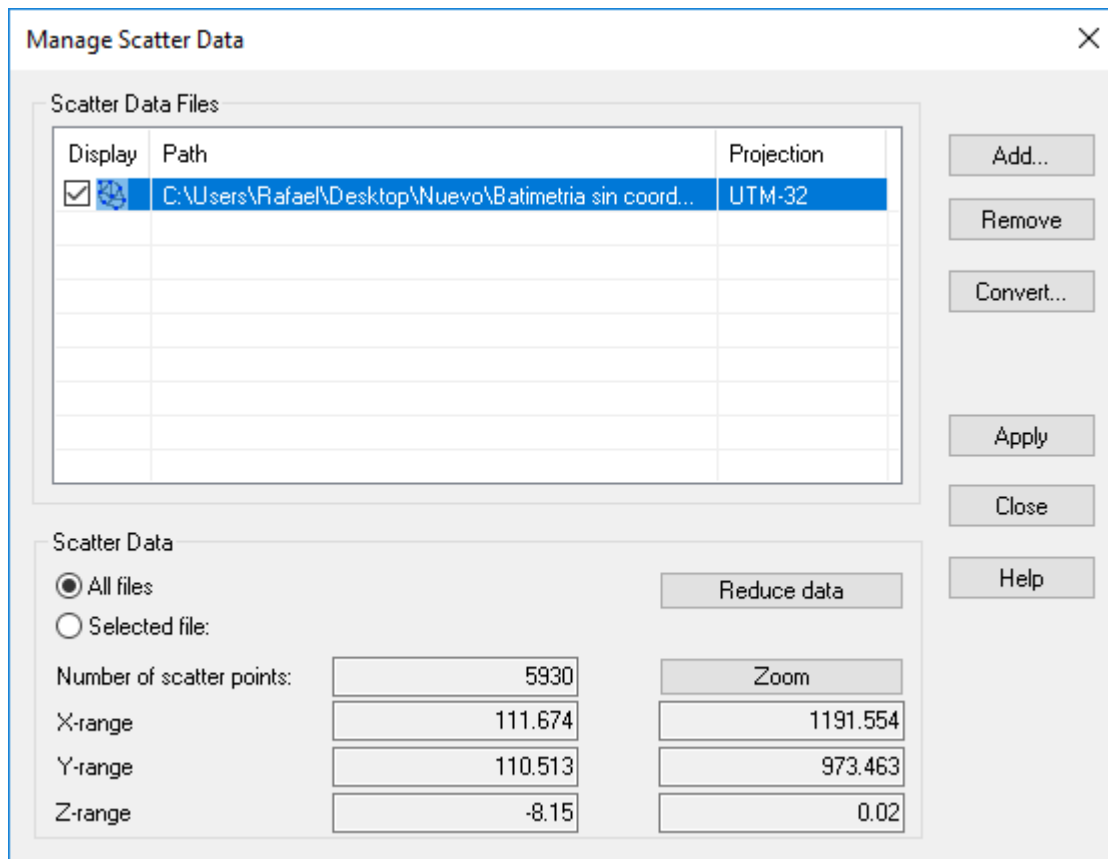 Manage Scatter Data
Scatter Data Files
Display Path Projection
C:\Users\Rafael\Desktop\Nuevo\Batimetria sin coord... UTM-32
Add...
Remove
Convert...
Apply
Close
Help
Scatter Data
All files
Reduce data
Selected file:
Number of scatter points: 5930 Zoom
X-range 111.674 1191.554
Y-range 110.513 973.463
Z-range -8.15 0.02